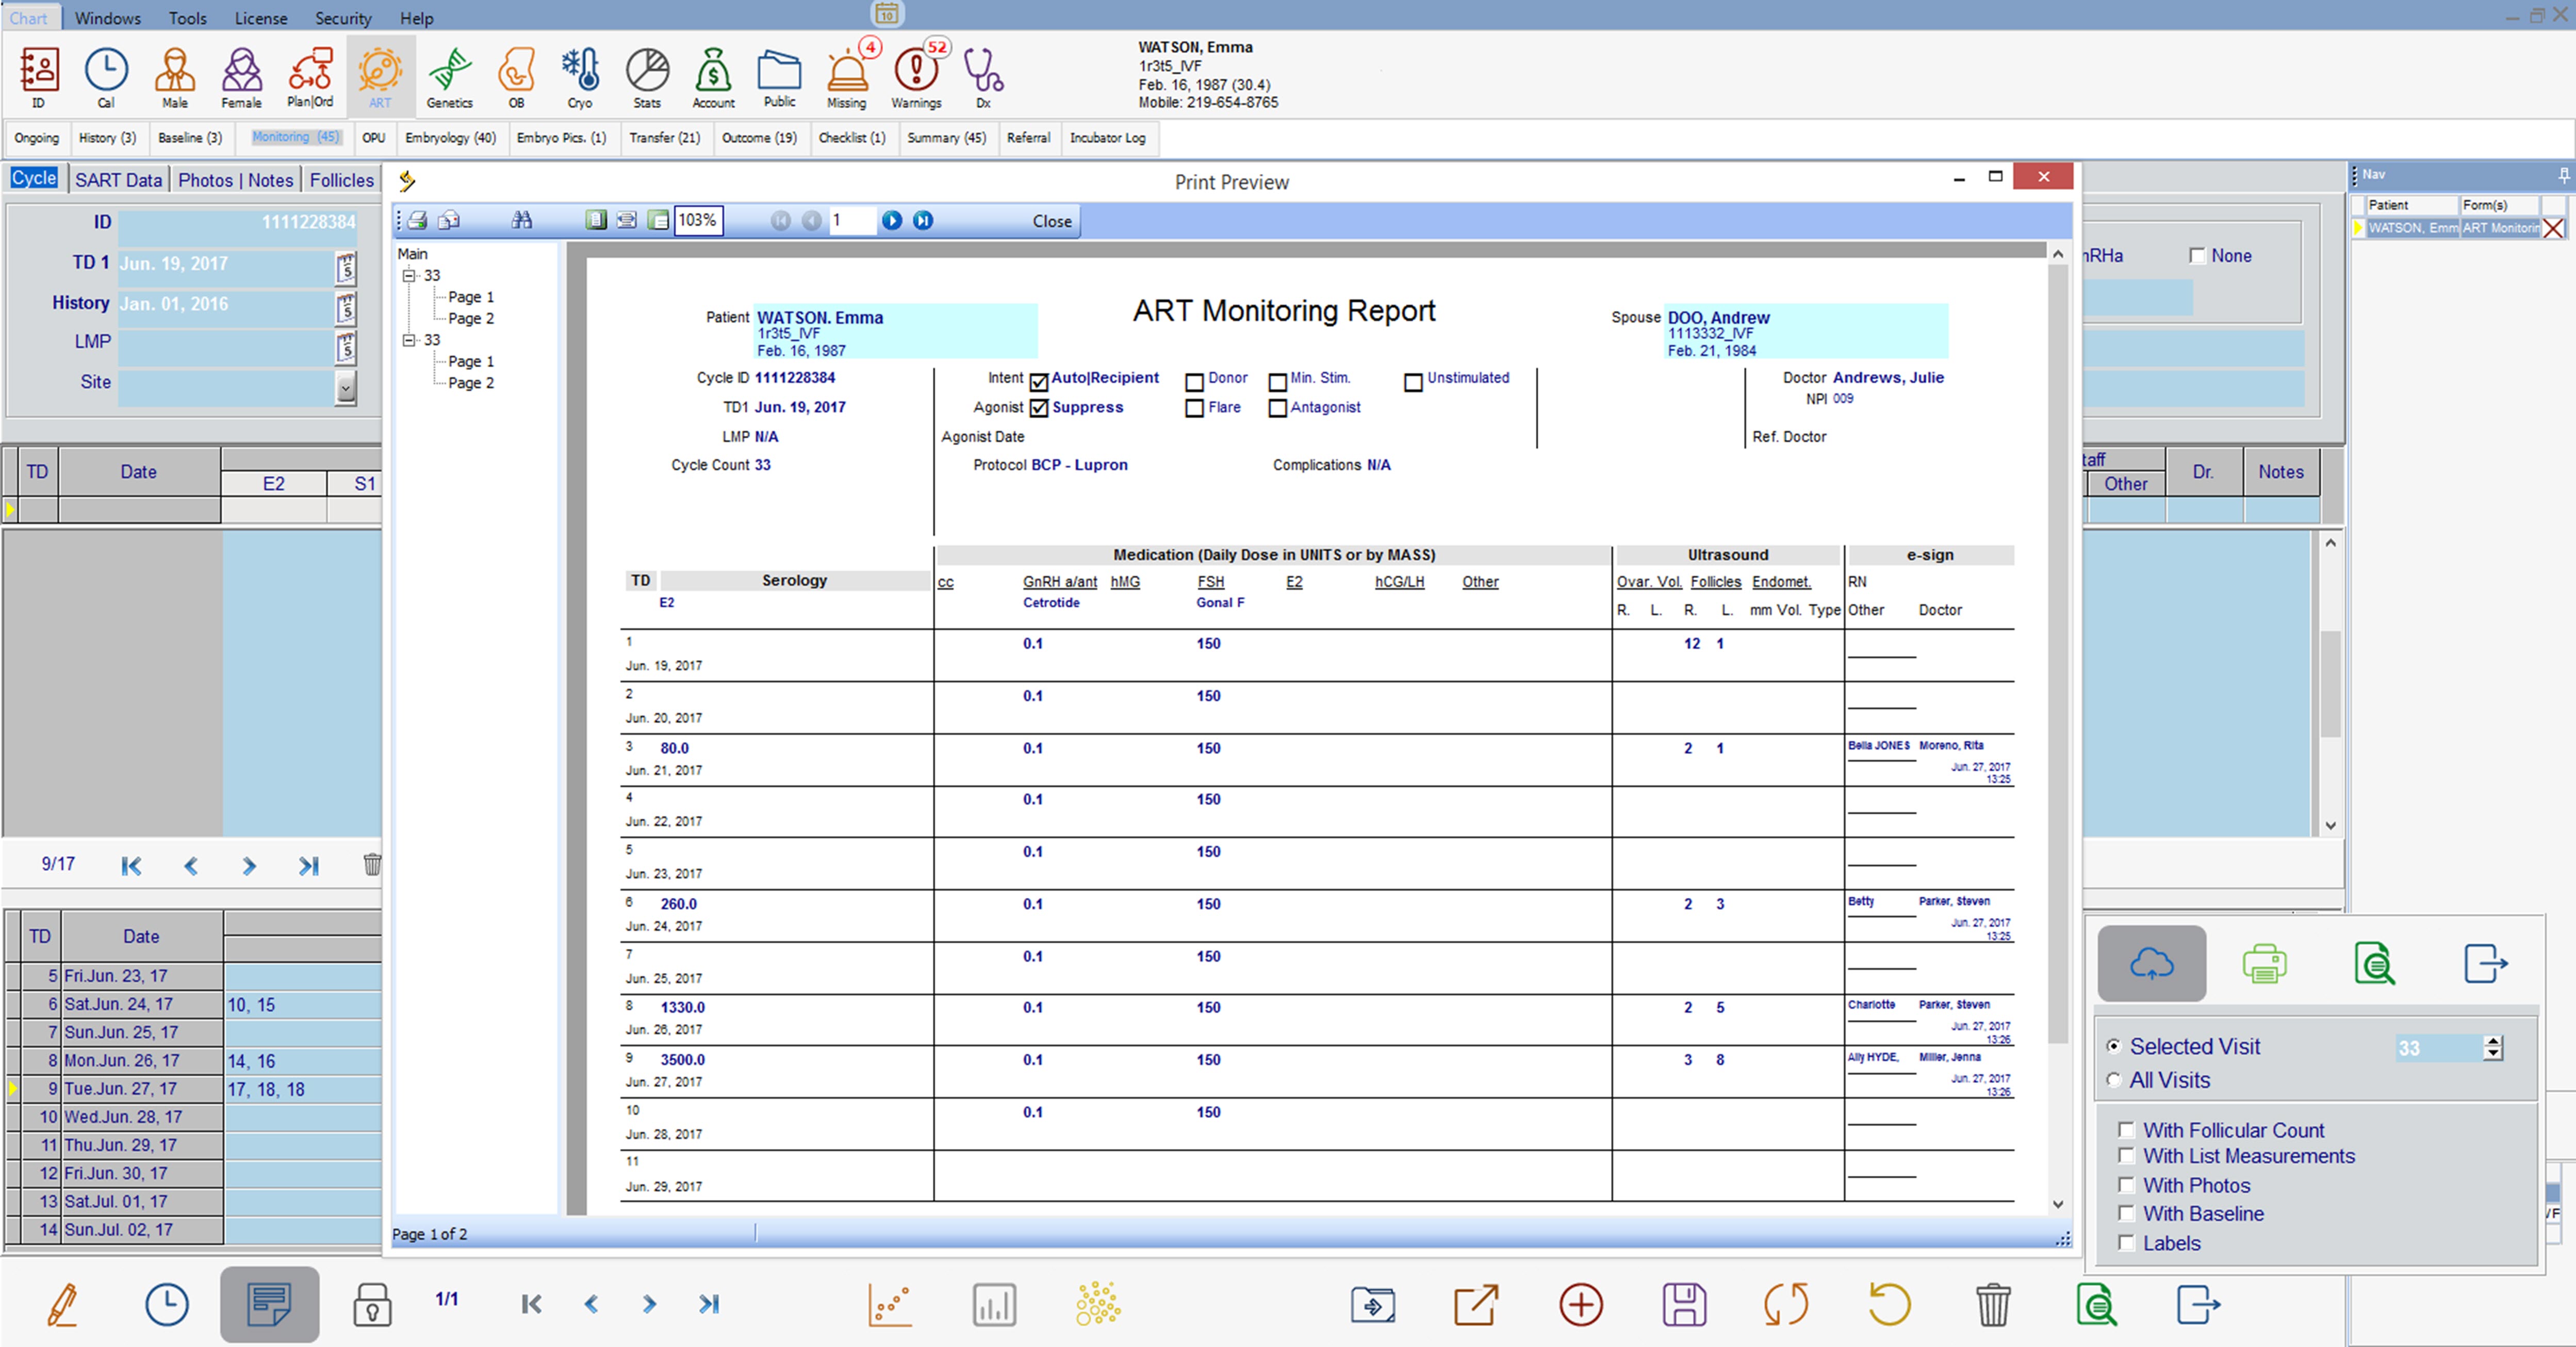 Chart Windows Tools License Security Help
10
ID Cal Male Female Plan|Ord ART Genetics OB Cryo Stats Account Public Missing 4 Warnings 52 Dx
WATSON, Emma
1r3t5_IVF
Feb. 16, 1987 (30.4)
Mobile: 219-654-8765
Ongoing History (3) Baseline (3) Monitoring (45) OPU Embryology (40) Embryo Pics. (1) Transfer (21) Outcome (19) Checklist (1) Summary (45) Referral Incubator Log
Cycle SART Data Photos | Notes Follicles
ID 1111228384
TD 1 Jun. 19, 2017
History Jan. 01, 2016
LMP
Site
TD Date E2 S1
9/17
TD Date
5 Fri.Jun. 23, 17
6 Sat.Jun. 24, 17 10, 15
7 Sun.Jun. 25, 17
8 Mon.Jun. 26, 17 14, 16
9 Tue.Jun. 27, 17 17, 18, 18
10 Wed.Jun. 28, 17
11 Thu.Jun. 29, 17
12 Fri.Jun. 30, 17
13 Sat.Jul. 01, 17
14 Sun.Jul. 02, 17
Print Preview
103% 1 Close
Main
33
Page 1
Page 2
33
Page 1
Page 2
ART Monitoring Report
Patient WATSON. Emma
1r3t5_IVF
Feb. 16, 1987
Spouse DOO, Andrew
1113332_IVF
Feb. 21, 1984
Cycle ID 1111228384 Intent Auto|Recipient Donor Min. Stim. Unstimulated Doctor Andrews, Julie
NPI 009
TD1 Jun. 19, 2017 Agonist Suppress Flare Antagonist
LMP N/A Agonist Date Ref. Doctor
Cycle Count 33 Protocol BCP - Lupron Complications N/A
Medication (Daily Dose in UNITS or by MASS) Ultrasound e-sign
TD Serology cc GnRH a/ant hMG FSH E2 hCG/LH Other Ovar. Vol. Follicles Endomet. RN
E2 Cetrotide Gonal F R. L. R. L. mm Vol. Type Other Doctor
1 0.1 150 12 1
Jun. 19, 2017
2 0.1 150
Jun. 20, 2017
3 80.0 0.1 150 2 1 Bella JONES Moreno, Rita
Jun. 21, 2017 Jun. 27, 2017
13:25
4 0.1 150
Jun. 22, 2017
5 0.1 150
Jun. 23, 2017
6 260.0 0.1 150 2 3 Betty Parker, Steven
Jun. 24, 2017 Jun. 27, 2017
13:25
7 0.1 150
Jun. 25, 2017
8 1330.0 0.1 150 2 5 Charlotte Parker, Steven
Jun. 26, 2017 Jun. 27, 2017
13:26
9 3500.0 0.1 150 3 8 Ally HYDE, Miller, Jenna
Jun. 27, 2017 Jun. 27, 2017
13:26
10 0.1 150
Jun. 28, 2017
11
Jun. 29, 2017
Page 1 of 2
nRHa None
taff
Other Dr. Notes
Nav
Patient Form(s)
WATSON, Emm ART Monitorin
Selected Visit 33
All Visits
With Follicular Count
With List Measurements
With Photos
With Baseline
Labels
1/1